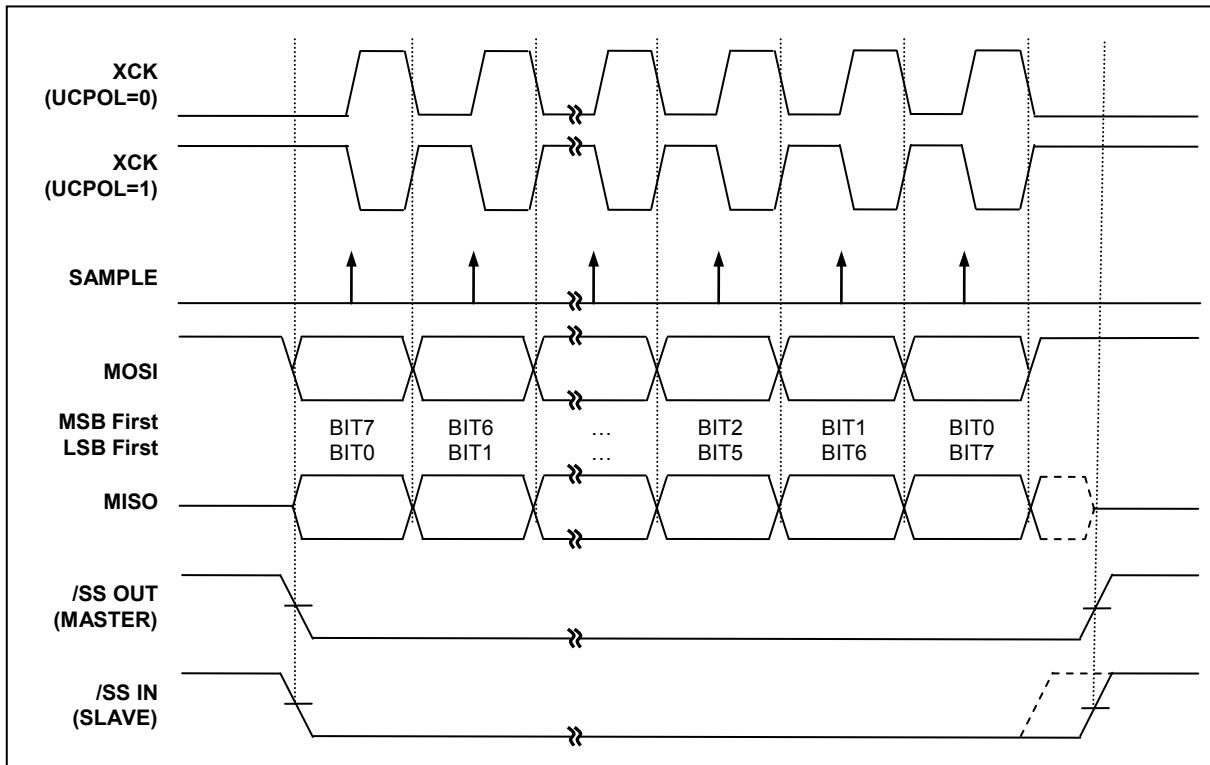 XCK
(UCPOL=0)
XCK
(UCPOL=1)
SAMPLE
MOSI
MSB First BIT7 BIT6 … BIT2 BIT1 BIT0
LSB First BIT0 BIT1 … BIT5 BIT6 BIT7
MISO
/SS OUT
(MASTER)
/SS IN
(SLAVE)